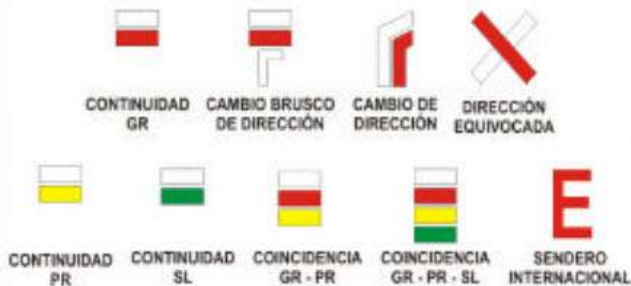 CONTINUIDAD
GR
CAMBIO BRUSCO
DE DIRECCIÓN
CAMBIO DE
DIRECCIÓN
DIRECCIÓN
EQUIVOCADA
CONTINUIDAD
PR
CONTINUIDAD
SL
COINCIDENCIA
GR - PR
COINCIDENCIA
GR - PR - SL
E
SENDERO
INTERNACIONAL